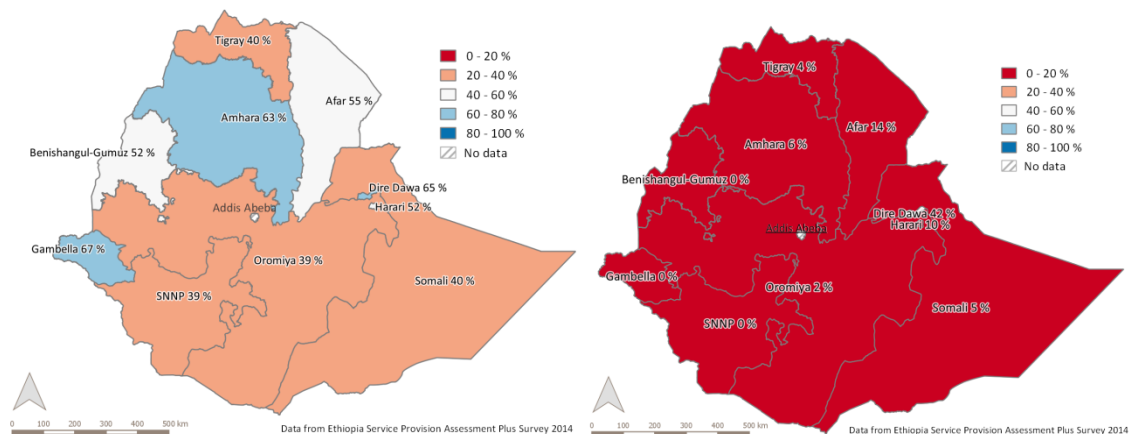 Tigray 40 %
0 - 20 %
20 - 40 %
40 - 60 %
60 - 80 %
80 - 100 %
No data
Afar 55 %
Amhara 63 %
Benishangul-Gumuz 52 %
Dire Dawa 65 %
Addis Abeba
Harari 52 %
Gambella 67 %
Oromiya 39 %
Somali 40 %
SNNP 39 %
0 100 200 300 400 500 km
Data from Ethiopia Service Provision Assessment Plus Survey 2014
Tigray 4 %
0 - 20 %
20 - 40 %
40 - 60 %
60 - 80 %
80 - 100 %
No data
Afar 14 %
Amhara 6 %
Benishangul-Gumuz 0 %
Dire Dawa 42 %
Harari 10 %
Addis Abeba
Gambella 0 %
Oromiya 2 %
Somali 5 %
SNNP 0 %
0 100 200 300 400 500 km
Data from Ethiopia Service Provision Assessment Plus Survey 2014